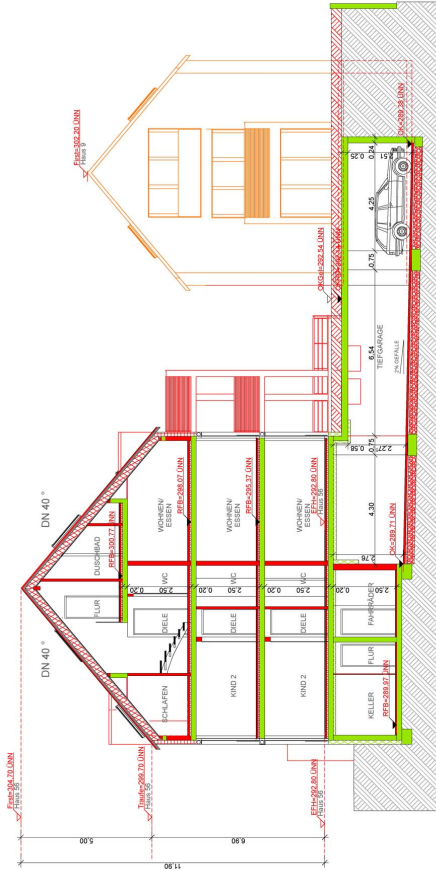 First=302.20 ÜNN
Haus 9
DN 40 °
DN 40 °
First=304.70 ÜNN
Haus 56
Traufe=299.70 ÜNN
Haus 56
EFH=292.80 ÜNN
Haus 56
5.00
6.90
11.90
FLUR
DUSCHBAD
RFB=300.77 ÜNN
SCHLAFEN
DIELE
WC
WOHNEN/
ESSEN
RFB=298.07 ÜNN
KIND 2
DIELE
WC
WOHNEN/
ESSEN
RFB=295.37 ÜNN
KIND 2
DIELE
WC
WOHNEN/
ESSEN
EFH=292.80 ÜNN
Haus 56
0.20
2.50
0.20
2.50
0.20
2.50
0.20
2.50
KELLER
FLUR
FAHRRÄDER
RFB=289.97 ÜNN
OK=289.71 ÜNN
2.78
4.30
0.75
0.58
2.27
6.54
TIEFGARAGE
2% GEFÄLLE
0.75
4.25
0.24
0.25
2.51
OKGel=292.54 ÜNN
OK=289.38 ÜNN